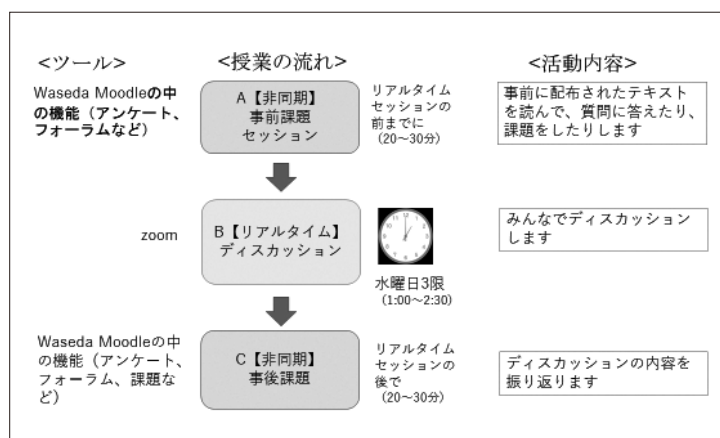 <ツール>
<授業の流れ>
<活動内容>
Waseda Moodleの中
の機能（アンケート、
フォーラムなど）
A【非同期】
事前課題
セッション
リアルタイム
セッションの
前までに
（20～30分）
事前に配布されたテキスト
を読んで、質問に答えたり、
課題をしたりします
zoom
B【リアルタイム】
ディスカッション
水曜日3限
（1:00～2:30）
みんなでディスカッション
します
Waseda Moodleの中
の機能（アンケート、
フォーラム、課題な
ど）
C【非同期】
事後課題
リアルタイム
セッションの
後で
（20～30分）
ディスカッションの内容を
振り返ります